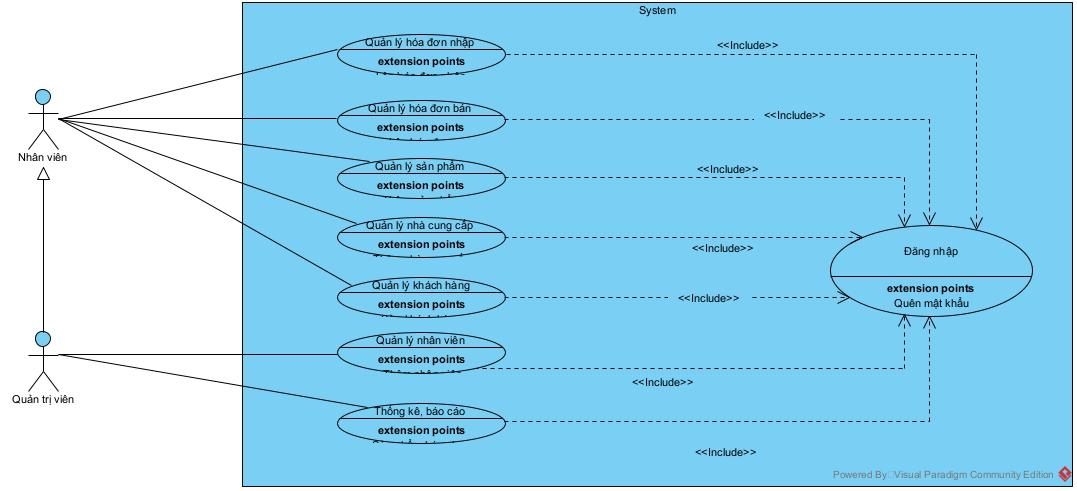 System
Quản lý hóa đơn nhập
extension points
<<Include>>
Quản lý hóa đơn bán
extension points
<<Include>>
Nhân viên
Quản lý sản phẩm
extension points
<<Include>>
Quản lý nhà cung cấp
extension points
<<Include>>
Đăng nhập
extension points
Quên mật khẩu
Quản lý khách hàng
extension points
<<Include>>
Quản lý nhân viên
extension points
<<Include>>
Quản trị viên
Thống kê, báo cáo
extension points
<<Include>>
Powered By Visual Paradigm Community Edition